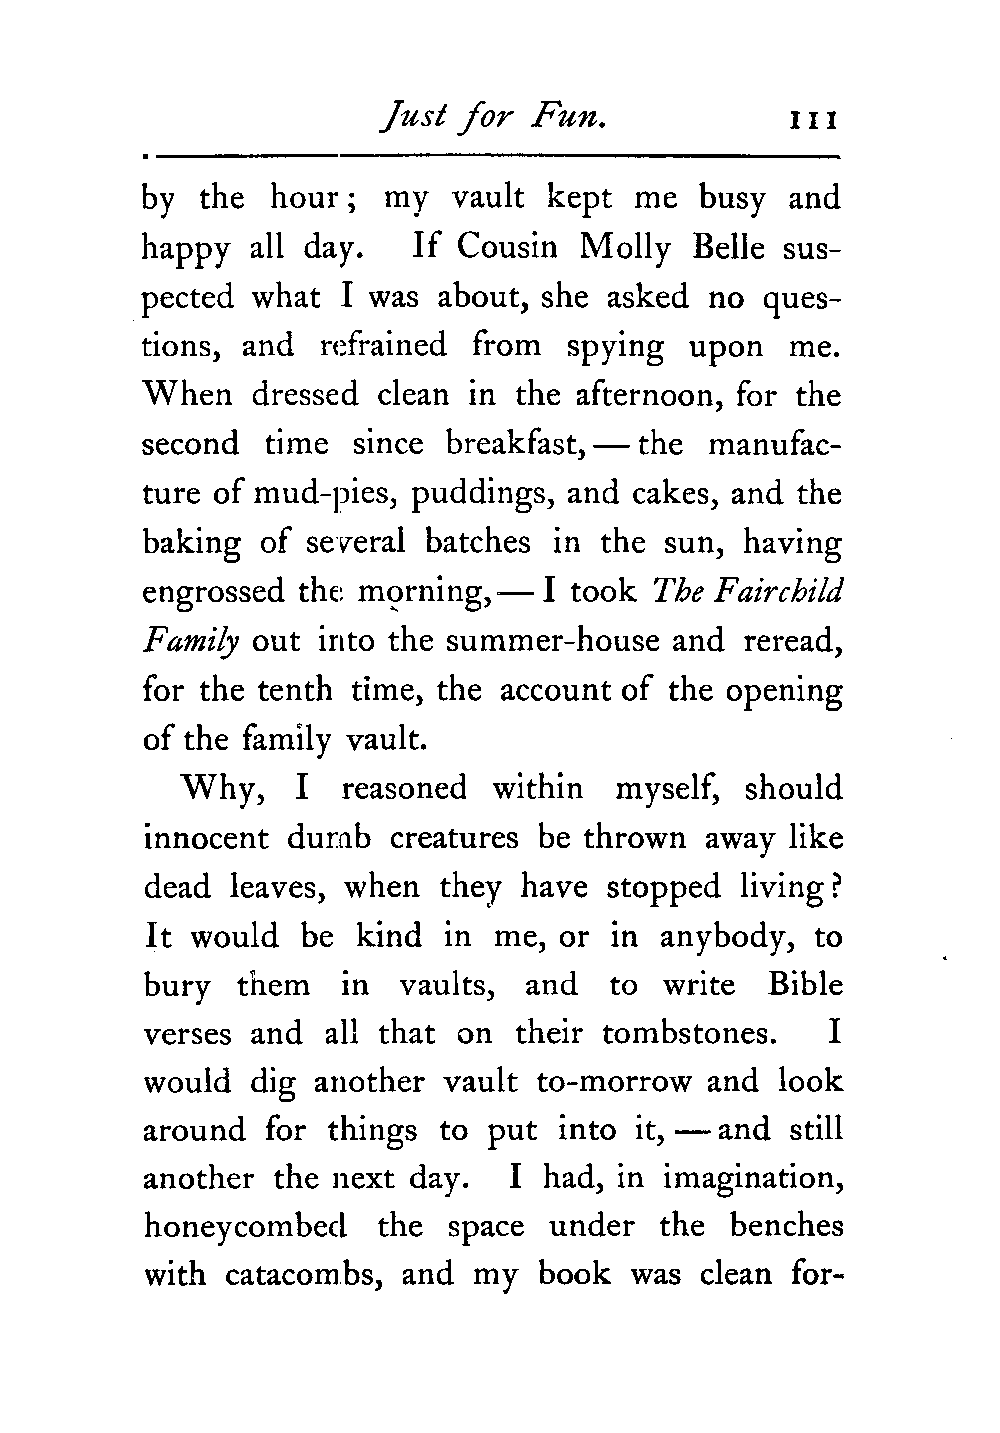 Just for Fun. 111
by the hour; my vault kept me busy and
happy all day. If Cousin Molly Belle sus-
pected what I was about, she asked no ques-
tions, and refrained from spying upon me.
When dressed clean in the afternoon, for the
second time since breakfast, — the manufac-
ture of mud-pies, puddings, and cakes, and the
baking of several batches in the sun, having
engrossed the morning, — I took The Fairchild
Family out into the summer-house and reread,
for the tenth time, the account of the opening
of the family vault.
Why, I reasoned within myself, should
innocent dumb creatures be thrown away like
dead leaves, when they have stopped living?
It would be kind in me, or in anybody, to
bury them in vaults, and to write Bible
verses and all that on their tombstones. I
would dig another vault to-morrow and look
around for things to put into it, — and still
another the next day. I had, in imagination,
honeycombed the space under the benches
with catacombs, and my book was clean for-